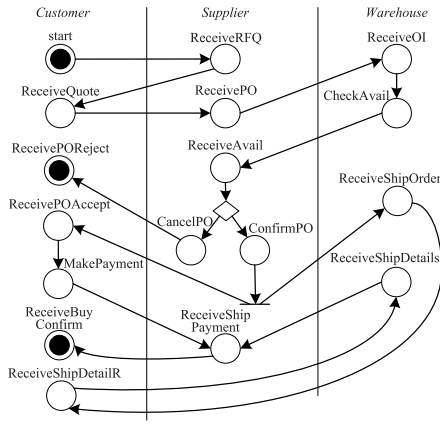 Customer
Supplier
Warehouse
start
ReceiveRFQ
ReceiveOI
ReceiveQuote
ReceivePO
CheckAvail
ReceivePOReject
ReceiveAvail
ReceiveShipOrder
ReceivePOAccept
CancelPO
ConfirmPO
MakePayment
ReceiveShipDetails
ReceiveBuy
Confirm
ReceiveShip
Payment
ReceiveShipDetailR